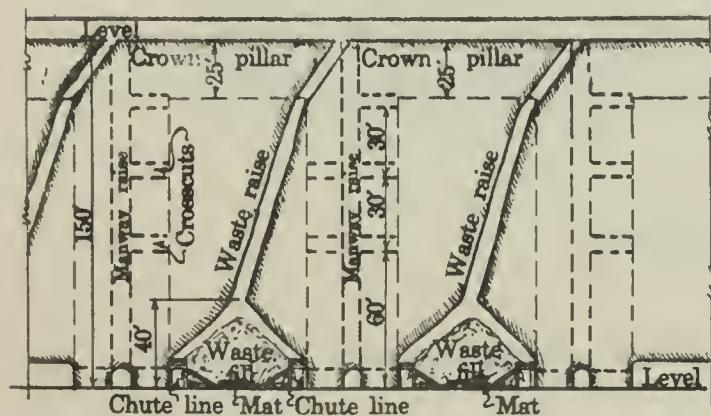 Level
Crown pillar
Crown pillar
25'
25'
Manway raise
150'
Crosscuts
Waste raise
Manway raise
30'
30'
Waste raise
40'
60'
Waste
fill
Waste
fill
Level
Chute line
Mat
Chute line
Mat